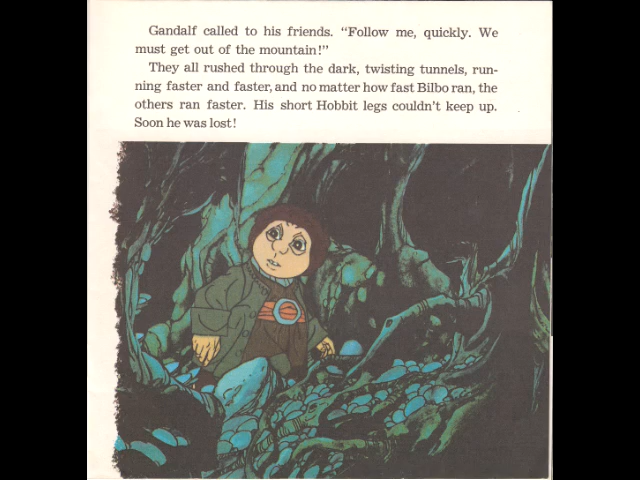 Gandalf called to his friends. “Follow me, quickly. We
must get out of the mountain!”
They all rushed through the dark, twisting tunnels, run-
ning faster and faster, and no matter how fast Bilbo ran, the
others ran faster. His short Hobbit legs couldn’t keep up.
Soon he was lost!